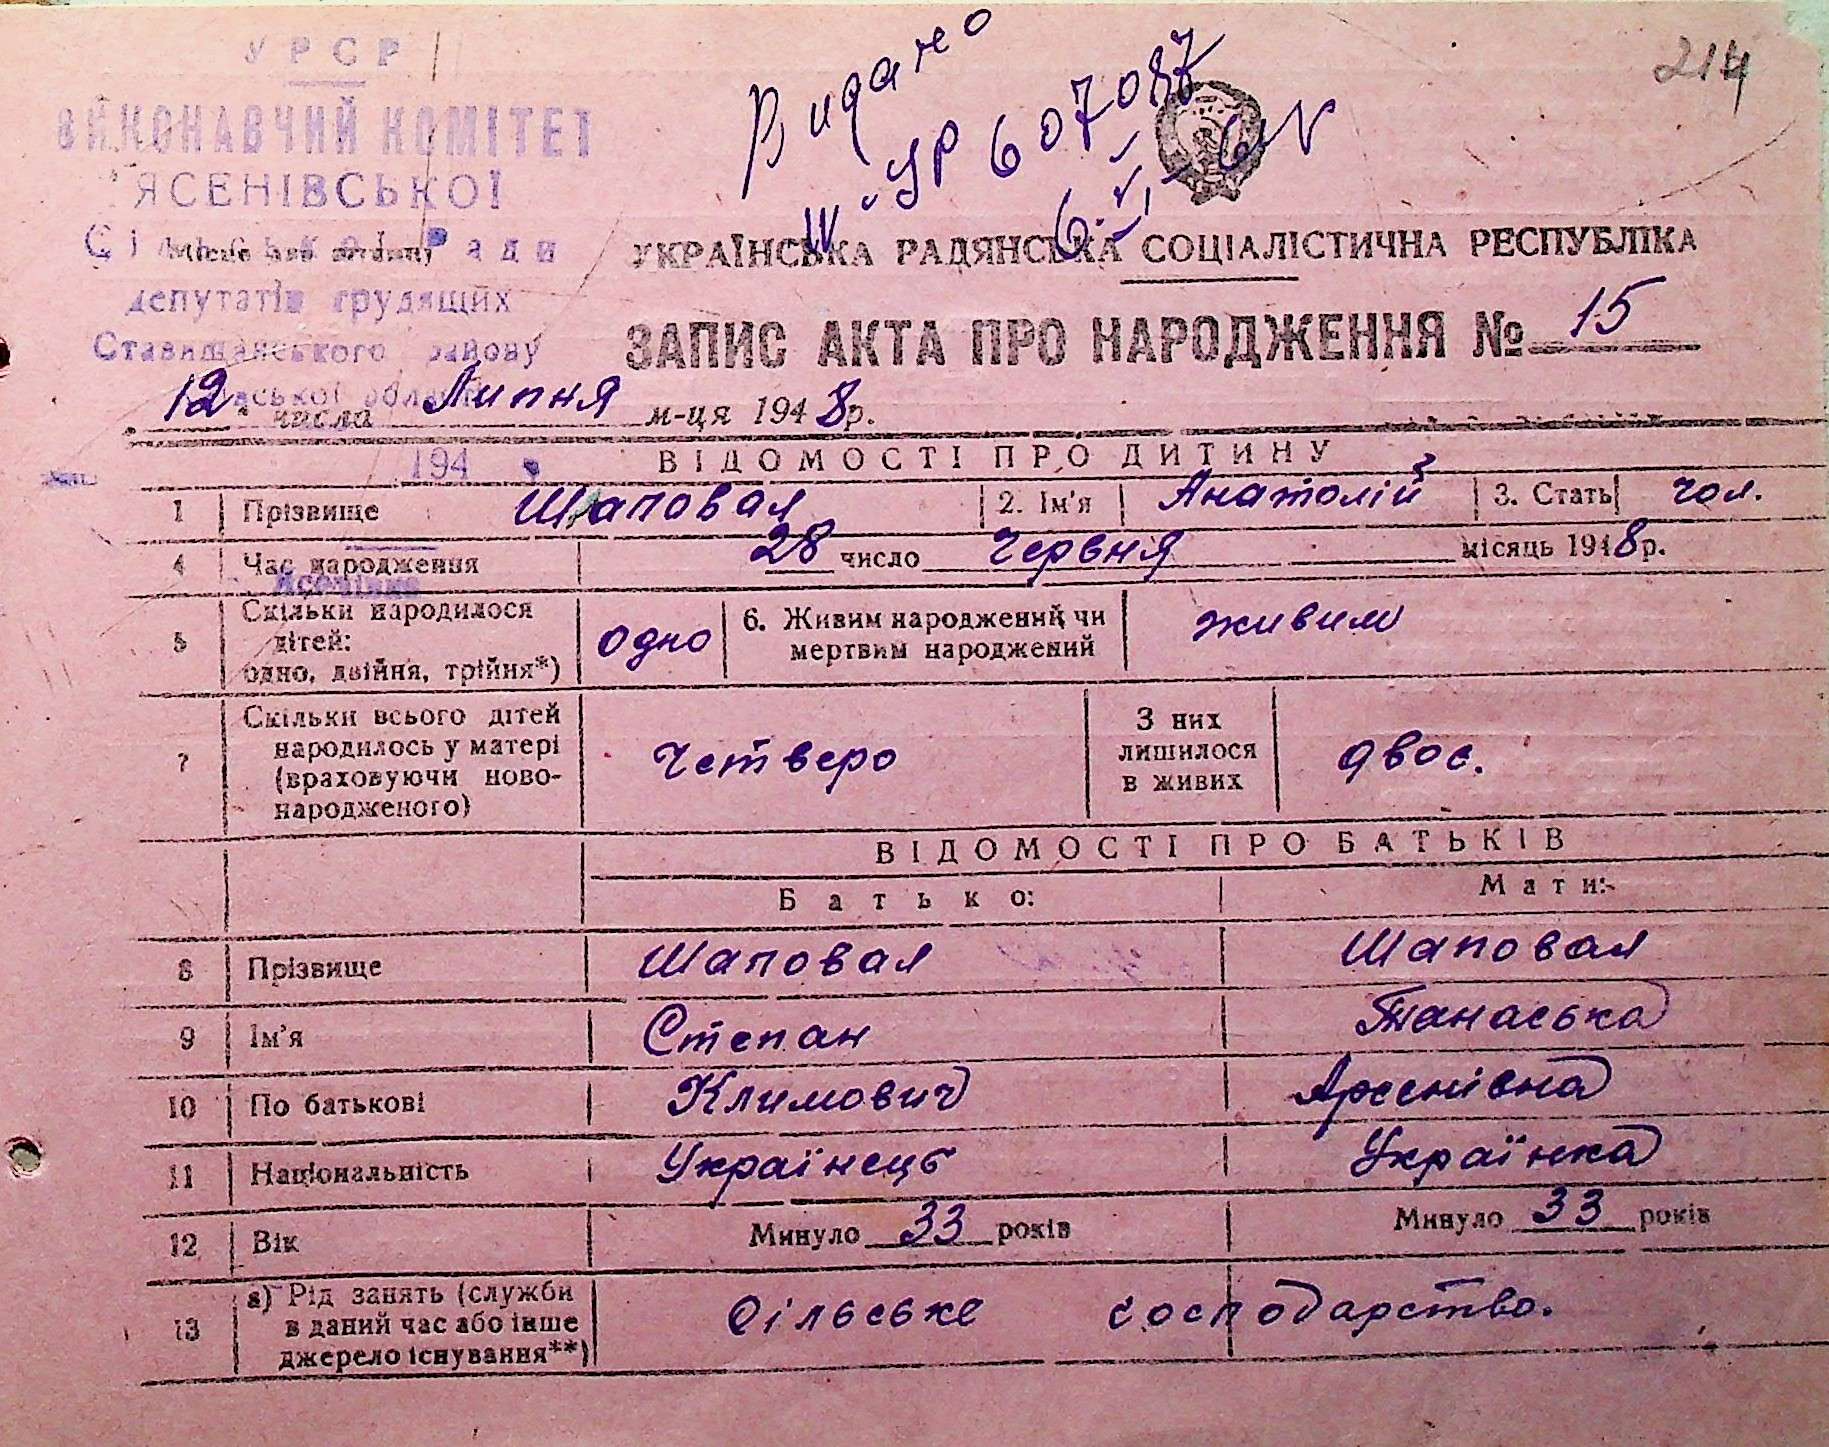 214
Видано
УРСР
ВИКОНАВЧИЙ КОМІТЕТ
ЯСЕНІВСЬКОЇ
Сільської Ради
депутатів трудящих
Ставищанського району
УР 607087
УКРАЇНСЬКА РАДЯНСЬКА СОЦІАЛІСТИЧНА РЕСПУБЛІКА
ЗАПИС АКТА ПРО НАРОДЖЕННЯ № 15
12 числа Липня м-ця 1948 р.
194
ВІДОМОСТІ ПРО ДИТИНУ
1 Прізвище Шаповал 2. Ім'я Анатолій 3. Стать чол.
4 Час народження 28 число Червня місяць 1948 р.
5 Скільки народилося дітей: одно, двійня, трійня*) одно 6. Живим народжений чи мертвим народжений живим
7 Скільки всього дітей народилось у матері (враховуючи новонародженого) Четверо З них лишилося в живих двоє.
ВІДОМОСТІ ПРО БАТЬКІВ
Батько: Мати:
8 Прізвище Шаповал Шаповал
9 Ім'я Степан Танаська
10 По батькові Климович Арсенівна
11 Національність Українець Українка
12 Вік Минуло 33 років Минуло 33 років
13 а) Рід занять (служби в даний час або інше джерело існування**) Сільське господарство.